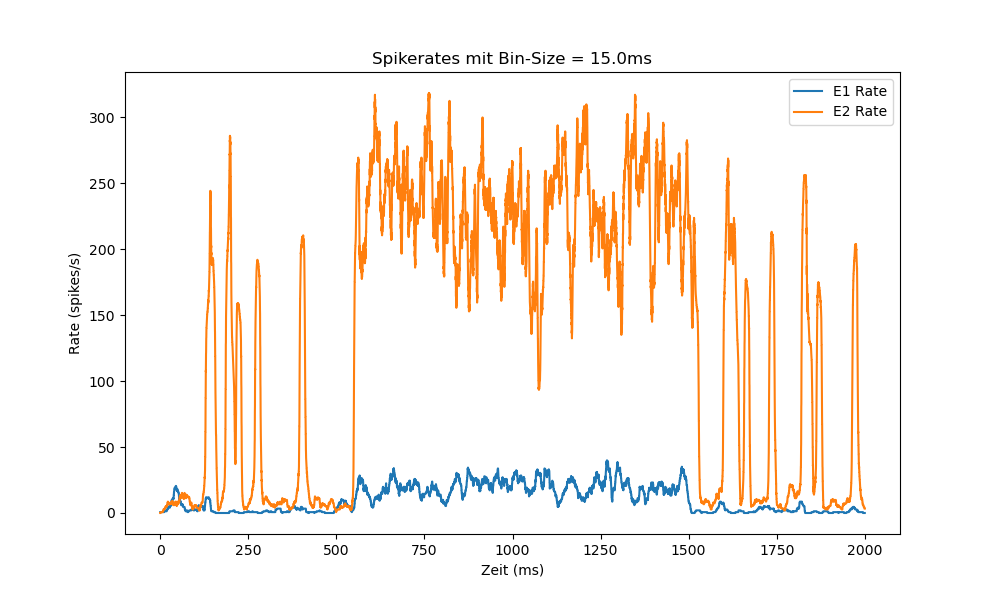 Spikerates mit Bin-Size = 15.0ms
E1 Rate
E2 Rate
300
250
200
150
100
50
0
Rate (spikes/s)
0 250 500 750 1000 1250 1500 1750 2000
Zeit (ms)